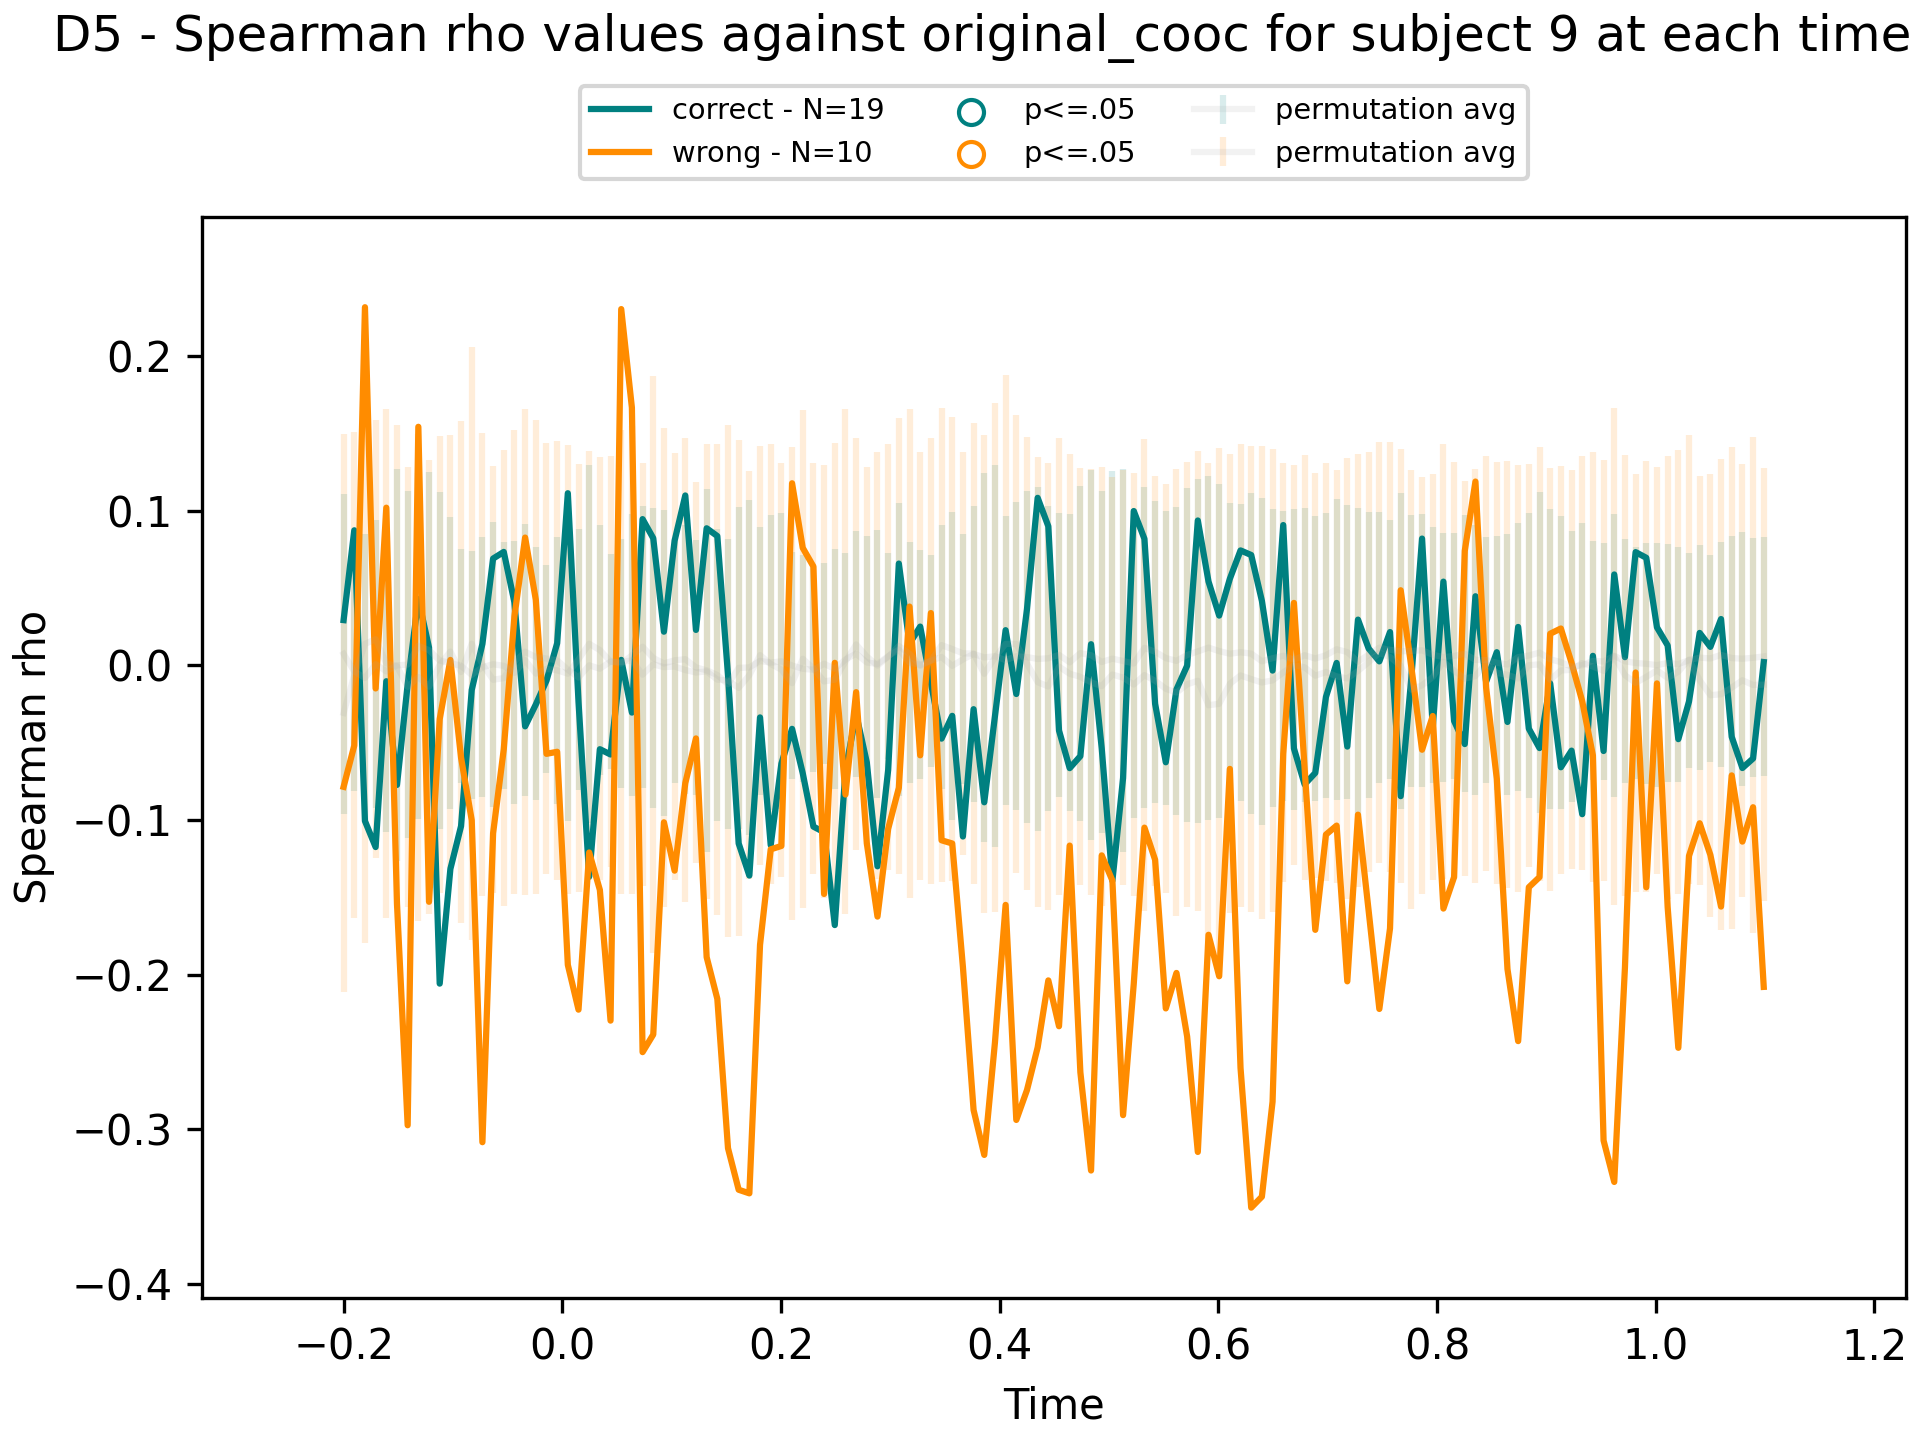 D5 - Spearman rho values against original_cooc for subject 9 at each time
correct - N=19
wrong - N=10
p<=.05
p<=.05
permutation avg
permutation avg
Spearman rho
0.2
0.1
0.0
−0.1
−0.2
−0.3
−0.4
−0.2 0.0 0.2 0.4 0.6 0.8 1.0 1.2
Time